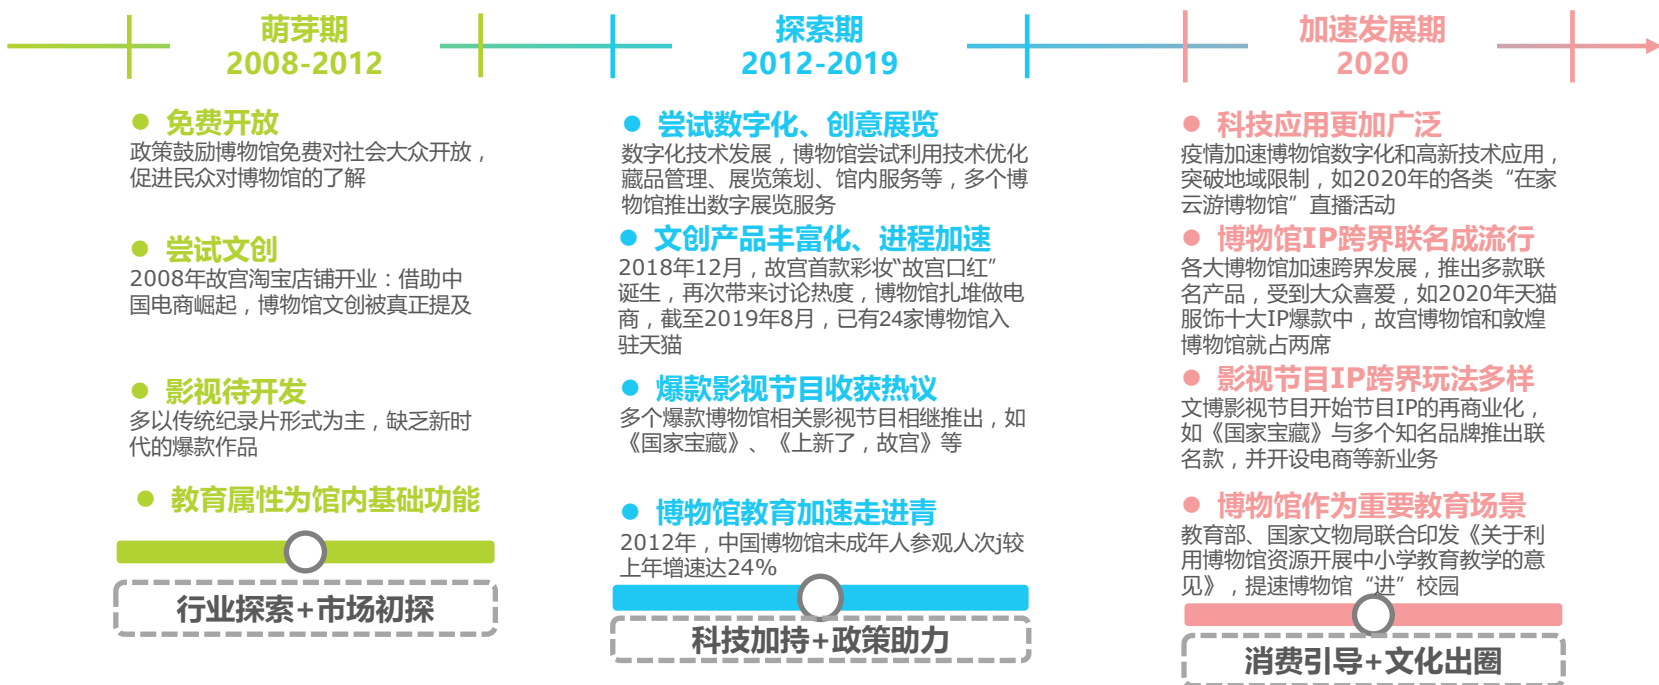 萌芽期
2008-2012
● 免费开放
政策鼓励博物馆免费对社会大众开放，
促进民众对博物馆的了解
● 尝试文创
2008年故宫淘宝店铺开业：借助中
国电商崛起，博物馆文创被真正提及
● 影视待开发
多以传统纪录片形式为主，缺乏新时
代的爆款作品
● 教育属性为馆内基础功能
行业探索+市场初探
探索期
2012-2019
● 尝试数字化、创意展览
数字化技术发展，博物馆尝试利用技术优化
藏品管理、展览策划、馆内服务等，多个博
物馆推出数字展览服务
● 文创产品丰富化、进程加速
2018年12月，故宫首款彩妆“故宫口红”
诞生，再次带来讨论热度，博物馆扎堆做电
商，截至2019年8月，已有24家博物馆入
驻天猫
● 爆款影视节目收获热议
多个爆款博物馆相关影视节目相继推出，如
《国家宝藏》、《上新了，故宫》等
● 博物馆教育加速走进青
2012年，中国博物馆未成年人参观人次j较
上年增速达24%
科技加持+政策助力
加速发展期
2020
● 科技应用更加广泛
疫情加速博物馆数字化和高新技术应用，
突破地域限制，如2020年的各类“在家
云游博物馆”直播活动
● 博物馆IP跨界联名成流行
各大博物馆加速跨界发展，推出多款联
名产品，受到大众喜爱，如2020年天猫
服饰十大IP爆款中，故宫博物馆和敦煌
博物馆就占两席
● 影视节目IP跨界玩法多样
文博影视节目开始节目IP的再商业化，
如《国家宝藏》与多个知名品牌推出联
名款，并开设电商等新业务
● 博物馆作为重要教育场景
教育部、国家文物局联合印发《关于利
用博物馆资源开展中小学教育教学的意
见》，提速博物馆“进”校园
消费引导+文化出圈